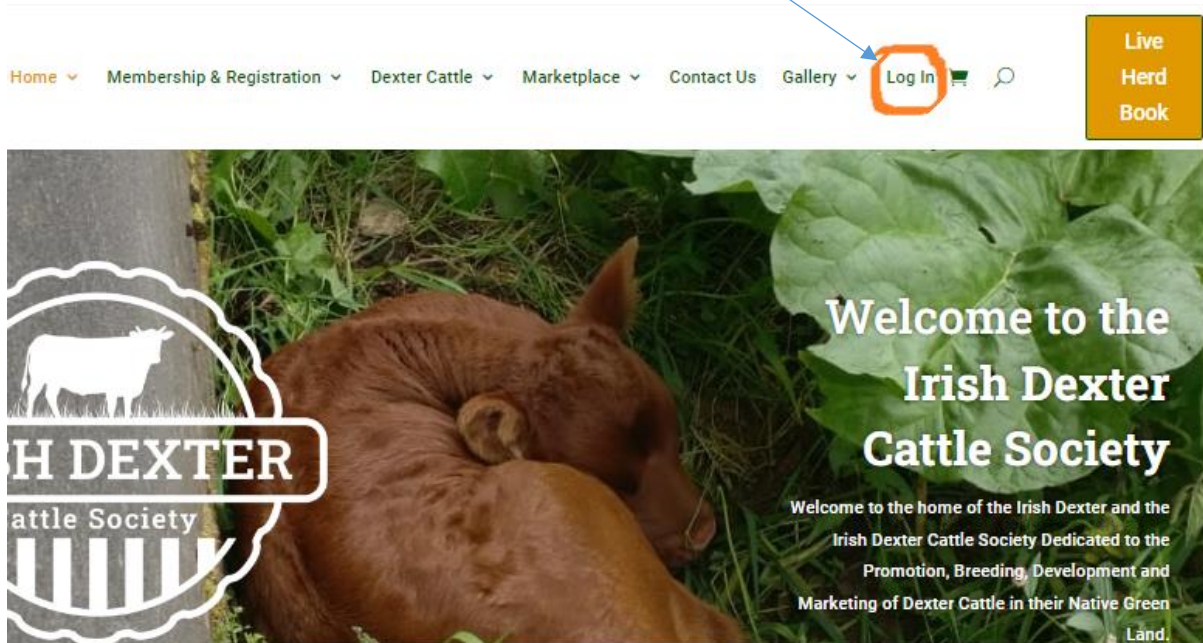 Home Membership & Registration Dexter Cattle Marketplace Contact Us Gallery Log In
Live
Herd
Book
SH DEXTER
attle Society
Welcome to the
Irish Dexter
Cattle Society
Welcome to the home of the Irish Dexter and the
Irish Dexter Cattle Society Dedicated to the
Promotion, Breeding, Development and
Marketing of Dexter Cattle in their Native Green
Land.